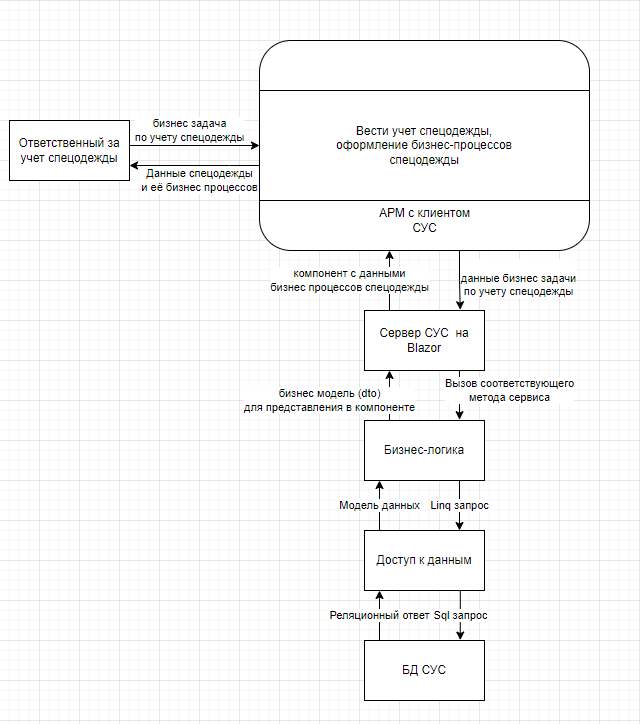 Вести учет спецодежды,
оформление бизнес-процессов
спецодежды
АРМ с клиентом
СУС
Ответственный за
учет спецодежды
бизнес задача
по учету спецодежды
Данные спецодежды
и её бизнес процессов
компонент с данными
бизнес процессов спецодежды
данные бизнес задачи
по учету спецодежды
Сервер СУС на
Blazor
бизнес модель (dto)
для представления в компоненте
Вызов соответствующего
метода сервиса
Бизнес-логика
Модель данных
Linq запрос
Доступ к данным
Реляционный ответ
Sql запрос
БД СУС